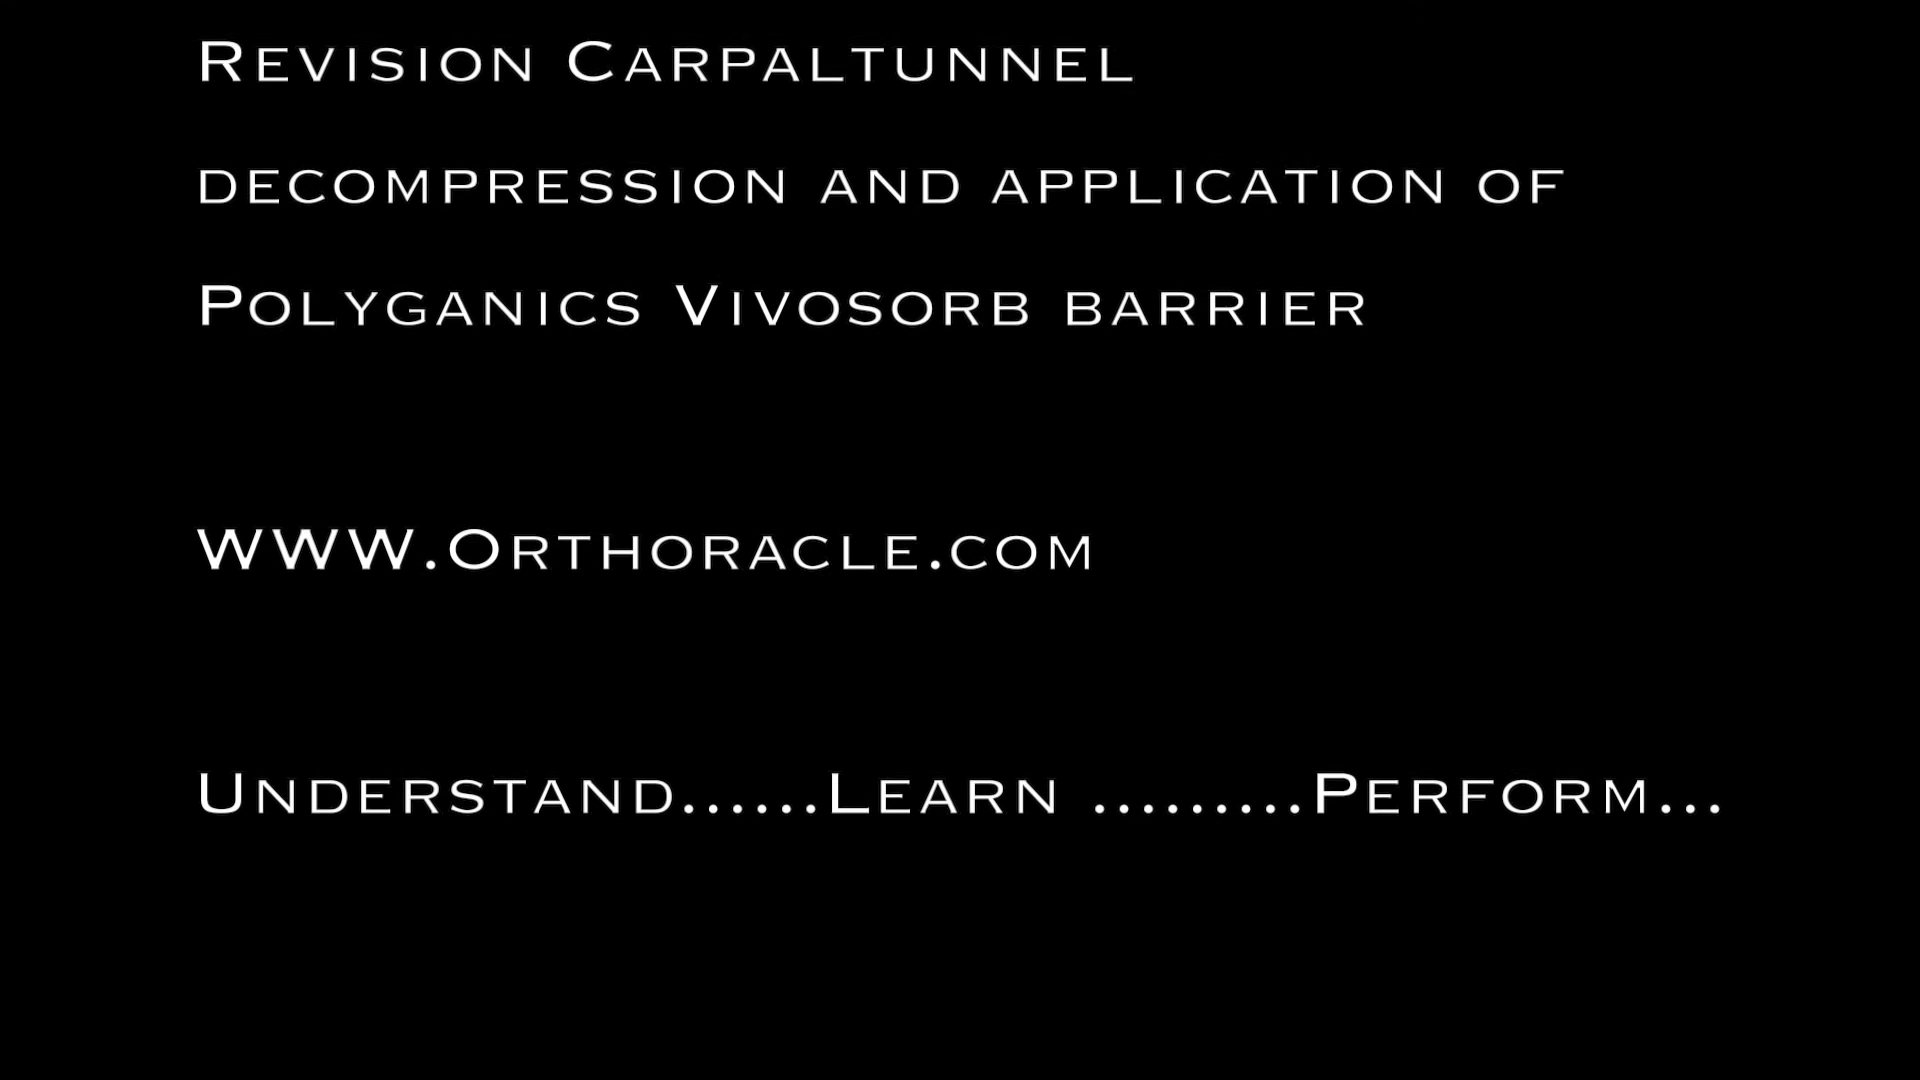 Revision Carpaltunnel
decompression and application of
Polyganics Vivosorb barrier
www.Orthoracle.com
Understand......Learn .........Perform...